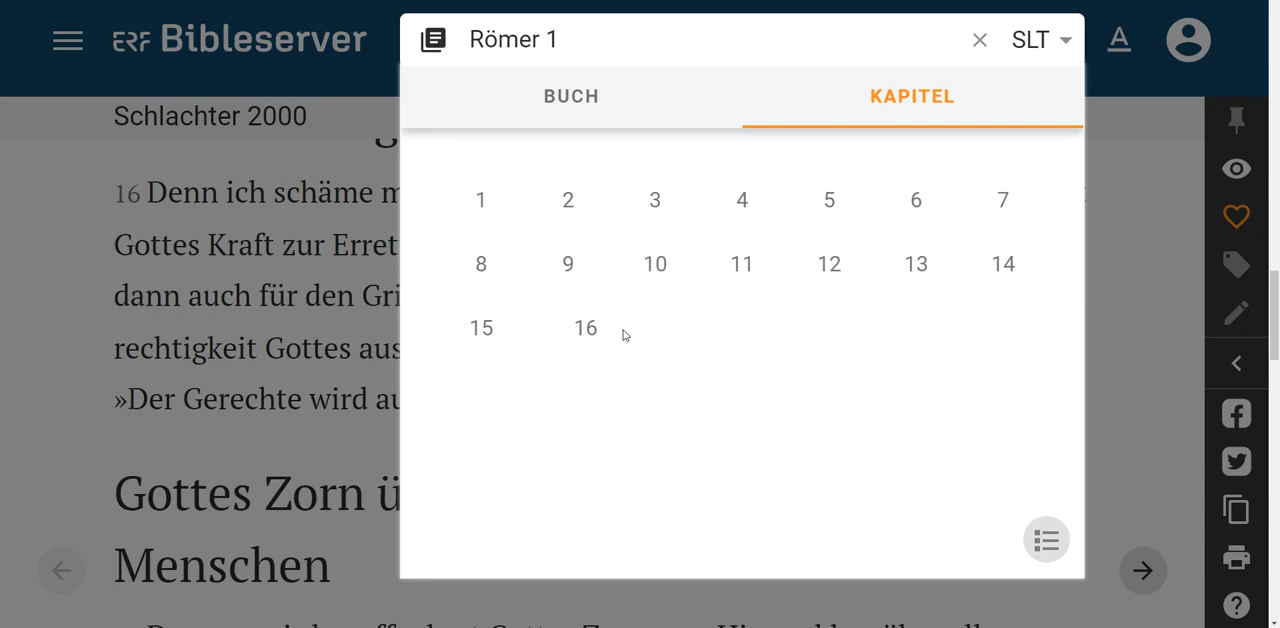 ERF Bibleserver
Römer 1
SLT
BUCH
KAPITEL
Schlachter 2000
1 2 3 4 5 6 7
8 9 10 11 12 13 14
15 16
16 Denn ich schäme
Gottes Kraft zur Erret
dann auch für den Gri
rechtigkeit Gottes aus
»Der Gerechte wird au
Gottes Zorn ü
Menschen